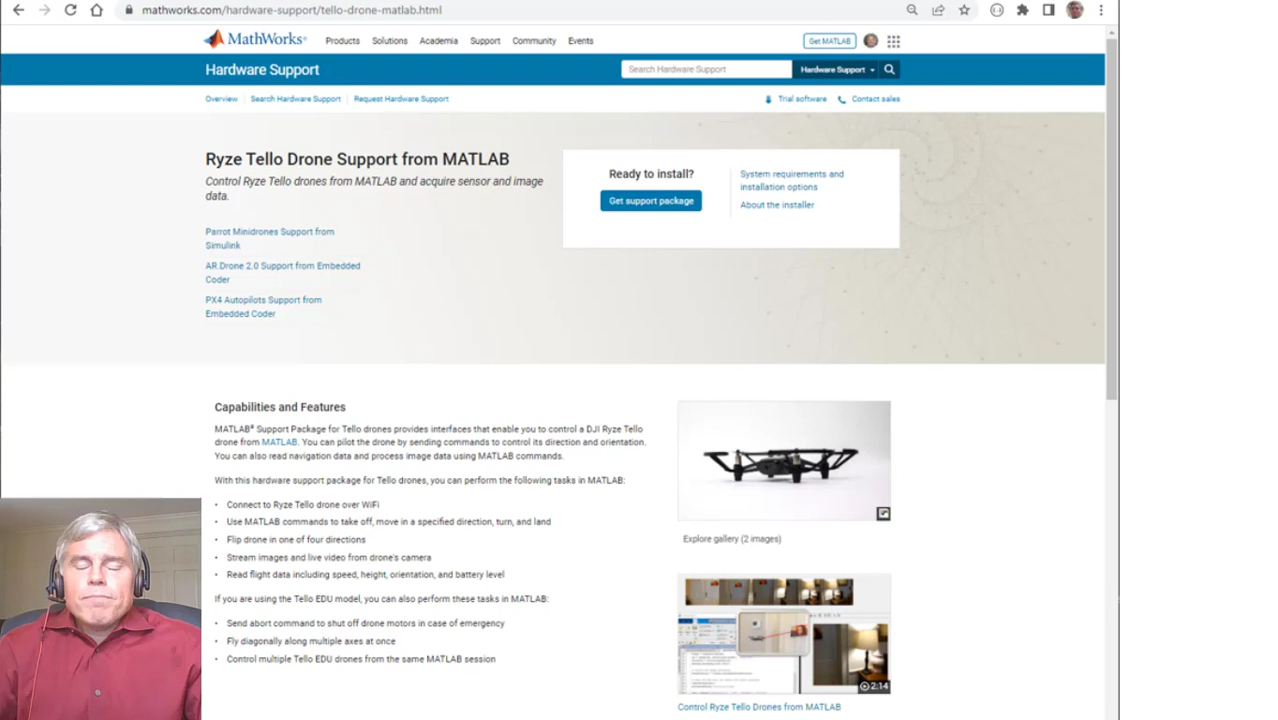 mathworks.com/hardware-support/tello-drone-matlab.html
MathWorks®
Products
Solutions
Academia
Support
Community
Events
Get MATLAB
Hardware Support
Search Hardware Support
Hardware Support
Overview
Search Hardware Support
Request Hardware Support
Trial software
Contact sales
Ryze Tello Drone Support from MATLAB
Control Ryze Tello drones from MATLAB and acquire sensor and image
data.
Parrot Minidrones Support from
Simulink
AR.Drone 2.0 Support from Embedded
Coder
PX4 Autopilots Support from
Embedded Coder
Ready to install?
Get support package
System requirements and
installation options
About the installer
Capabilities and Features
MATLAB® Support Package for Tello drones provides interfaces that enable you to control a DJI Ryze Tello
drone from MATLAB. You can pilot the drone by sending commands to control its direction and orientation.
You can also read navigation data and process image data using MATLAB commands.
With this hardware support package for Tello drones, you can perform the following tasks in MATLAB:
• Connect to Ryze Tello drone over WiFi
• Use MATLAB commands to take off, move in a specified direction, turn, and land
• Flip drone in one of four directions
• Stream images and live video from drone's camera
• Read flight data including speed, height, orientation, and battery level
If you are using the Tello EDU model, you can also perform these tasks in MATLAB:
• Send abort command to shut off drone motors in case of emergency
• Fly diagonally along multiple axes at once
• Control multiple Tello EDU drones from the same MATLAB session
Explore gallery (2 images)
2:14
Control Ryze Tello Drones from MATLAB